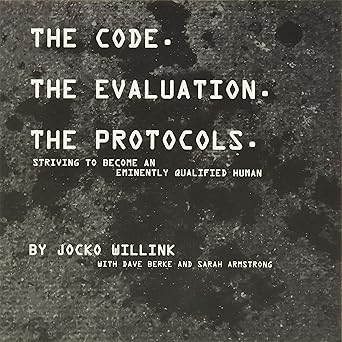 THE CODE.
THE EVALUATION.
THE PROTOCOLS.
STRIVING TO BECOME AN
EMINENTLY QUALIFIED HUMAN
BY JOCKO WILLINK
WITH DAVE BERKE AND SARAH ARMSTRONG